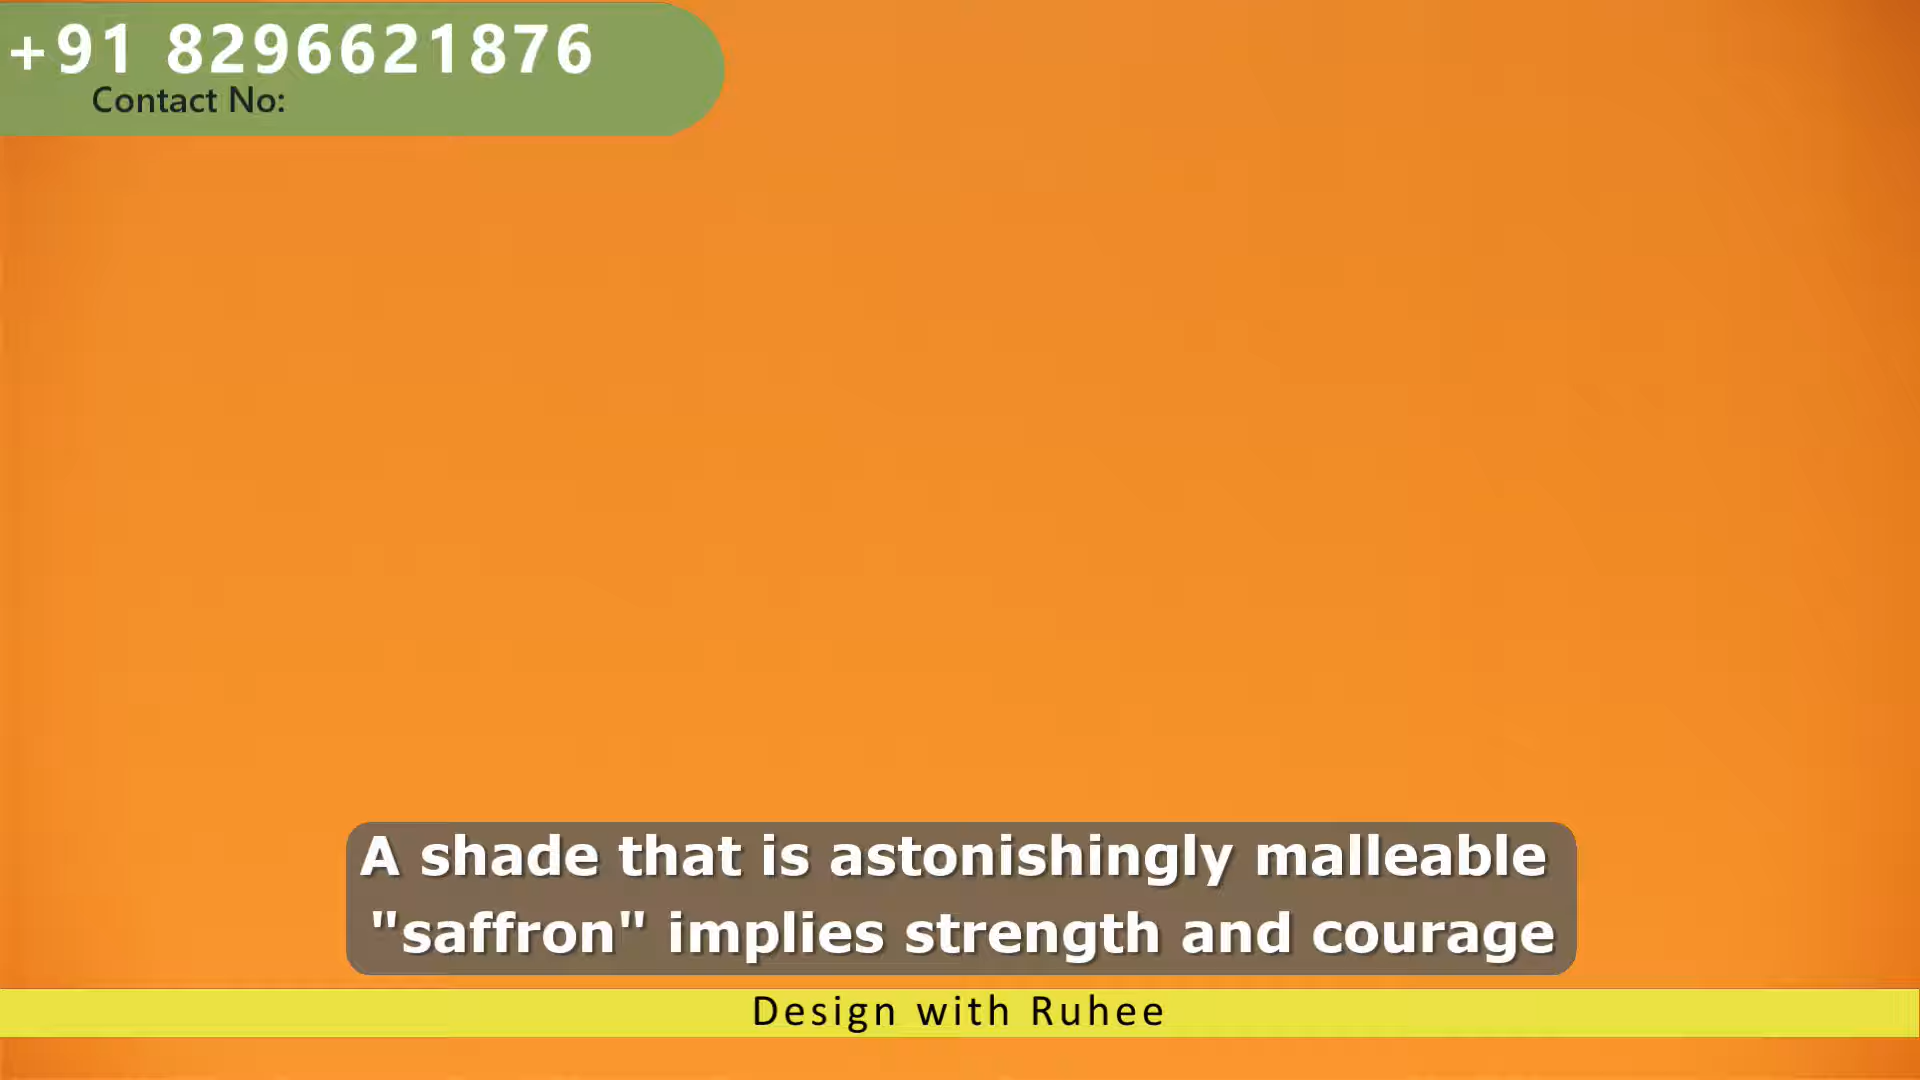 +91 8296621876
Contact No:
A shade that is astonishingly malleable
"saffron" implies strength and courage
Design with Ruhee